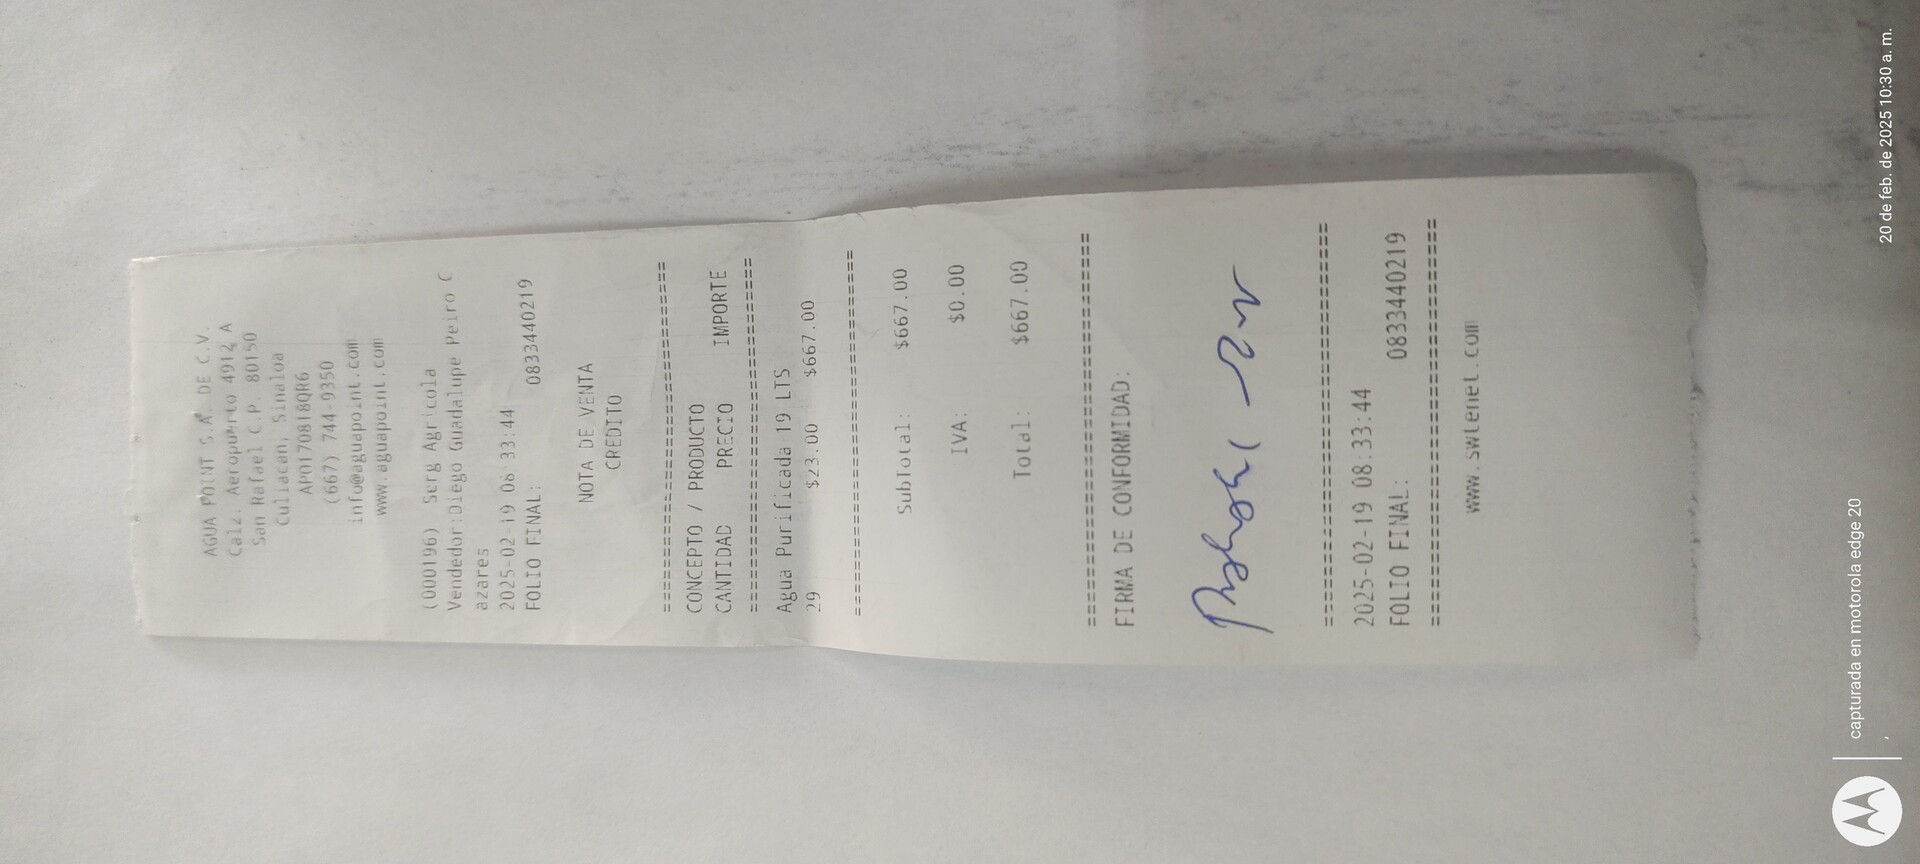 AGUA POINT S.A. DE C.V.
Calz. Aeropuerto 4912 A
San Rafael C.P. 80150
Culiacan, Sinaloa
APO170818QR6
(667) 744-9350
info@aguapoint.com
www.aguapoint.com
(000196) Serg Agricola
Vendedor:Diego Guadalupe Peiro C
azares
2025-02-19 08:33:44
FOLIO FINAL: 0833440219
NOTA DE VENTA
CREDITO
================================
CONCEPTO / PRODUCTO
CANTIDAD PRECIO IMPORTE
================================
Agua Purificada 19 LTS
29 $23.00 $667.00
================================
SubTotal: $667.00
IVA: $0.00
Total: $667.00
================================
FIRMA DE CONFORMIDAD:
================================
2025-02-19 08:33:44
FOLIO FINAL: 0833440219
================================
www.swlenet.com
capturada en motorola edge 20
,
20 de feb. de 2025 10:30 a. m.